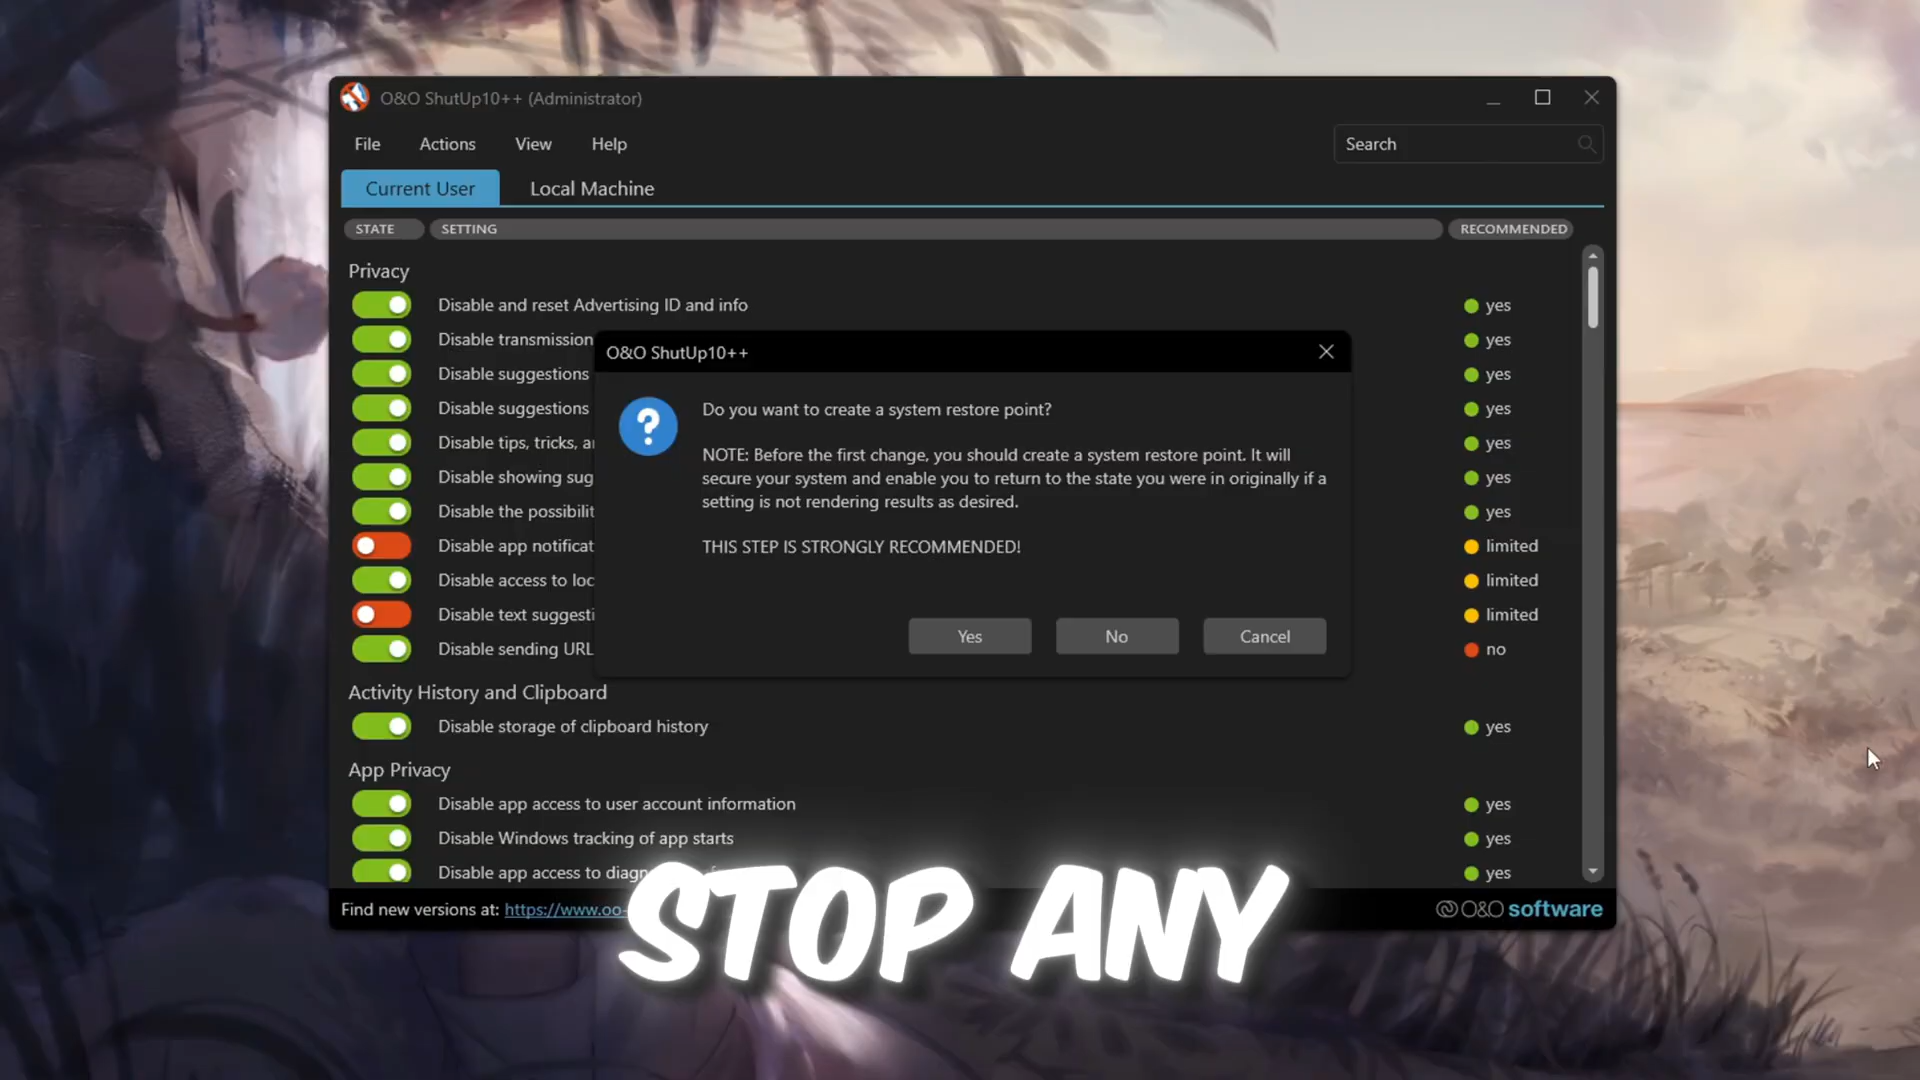 O&O ShutUp10++ (Administrator)
File Actions View Help Search
Current User Local Machine
STATE SETTING RECOMMENDED
Privacy
Disable and reset Advertising ID and info yes
Disable transmission yes
Disable suggestions yes
Disable suggestions yes
Disable tips, tricks, yes
Disable showing yes
Disable the yes
Disable app limited
Disable access to limited
Disable text limited
Disable sending URL no
O&O ShutUp10++
?
Do you want to create a system restore point?
NOTE: Before the first change, you should create a system restore point. It will
secure your system and enable you to return to the state you were in originally if a
setting is not rendering results as desired.
THIS STEP IS STRONGLY RECOMMENDED!
Yes No Cancel
Activity History and Clipboard
Disable storage of clipboard history yes
App Privacy
Disable app access to user account information yes
Disable Windows tracking of app starts yes
Disable app access to yes
Find new versions at: https://www.oo-
O&O software
STOP ANY